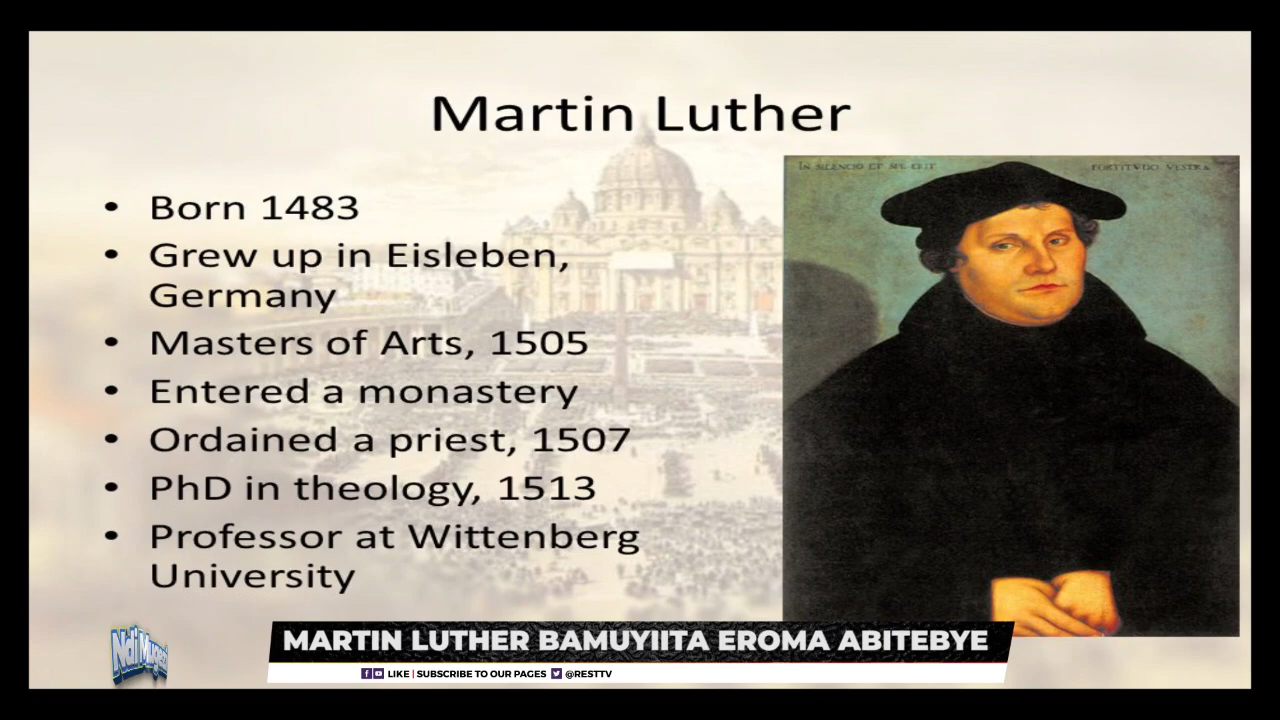 Martin Luther
IN SILENCIO ET SPE ERIT
FORTITVDO VESTRA
• Born 1483
• Grew up in Eisleben,
Germany
• Masters of Arts, 1505
• Entered a monastery
• Ordained a priest, 1507
• PhD in theology, 1513
• Professor at Wittenberg
University
Ndi Mugezi
MARTIN LUTHER BAMUYIITA EROMA ABITEBYE
LIKE | SUBSCRIBE TO OUR PAGES @RESTTV